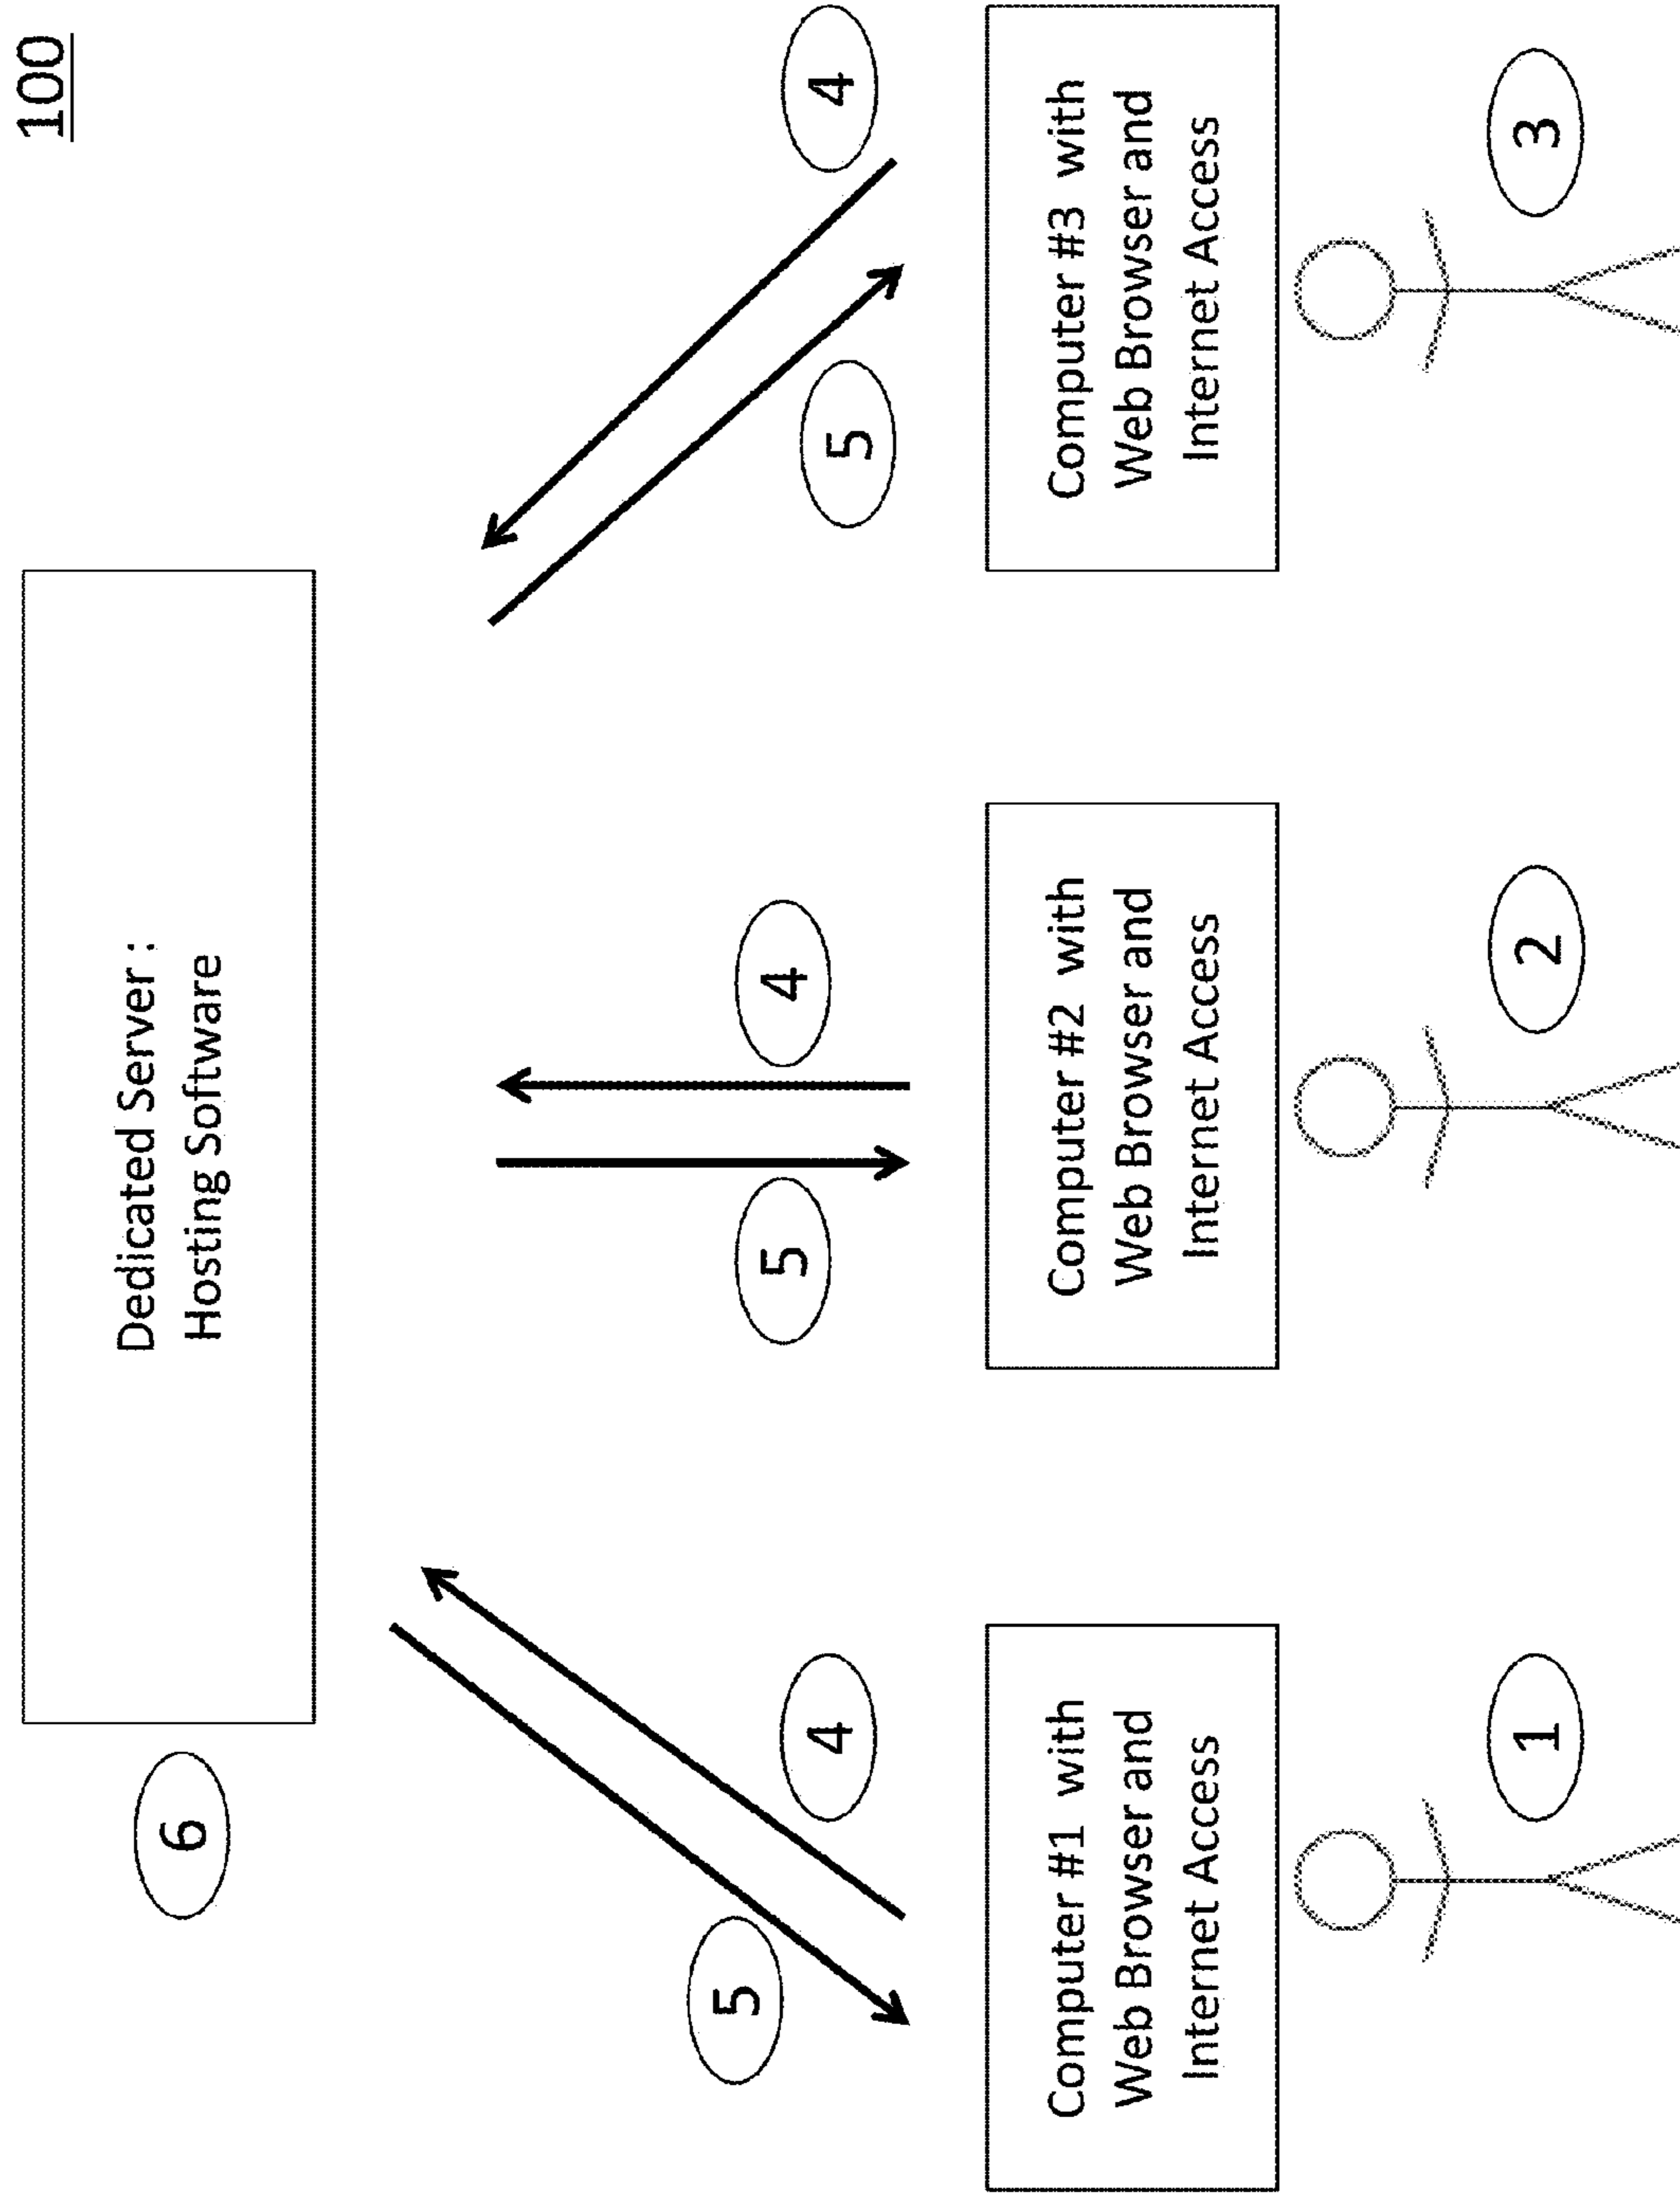 100
Dedicated Server :
Hosting Software
6
5
4
5
4
5
4
Computer #1 with
Web Browser and
Internet Access
Computer #2 with
Web Browser and
Internet Access
Computer #3 with
Web Browser and
Internet Access
1
2
3